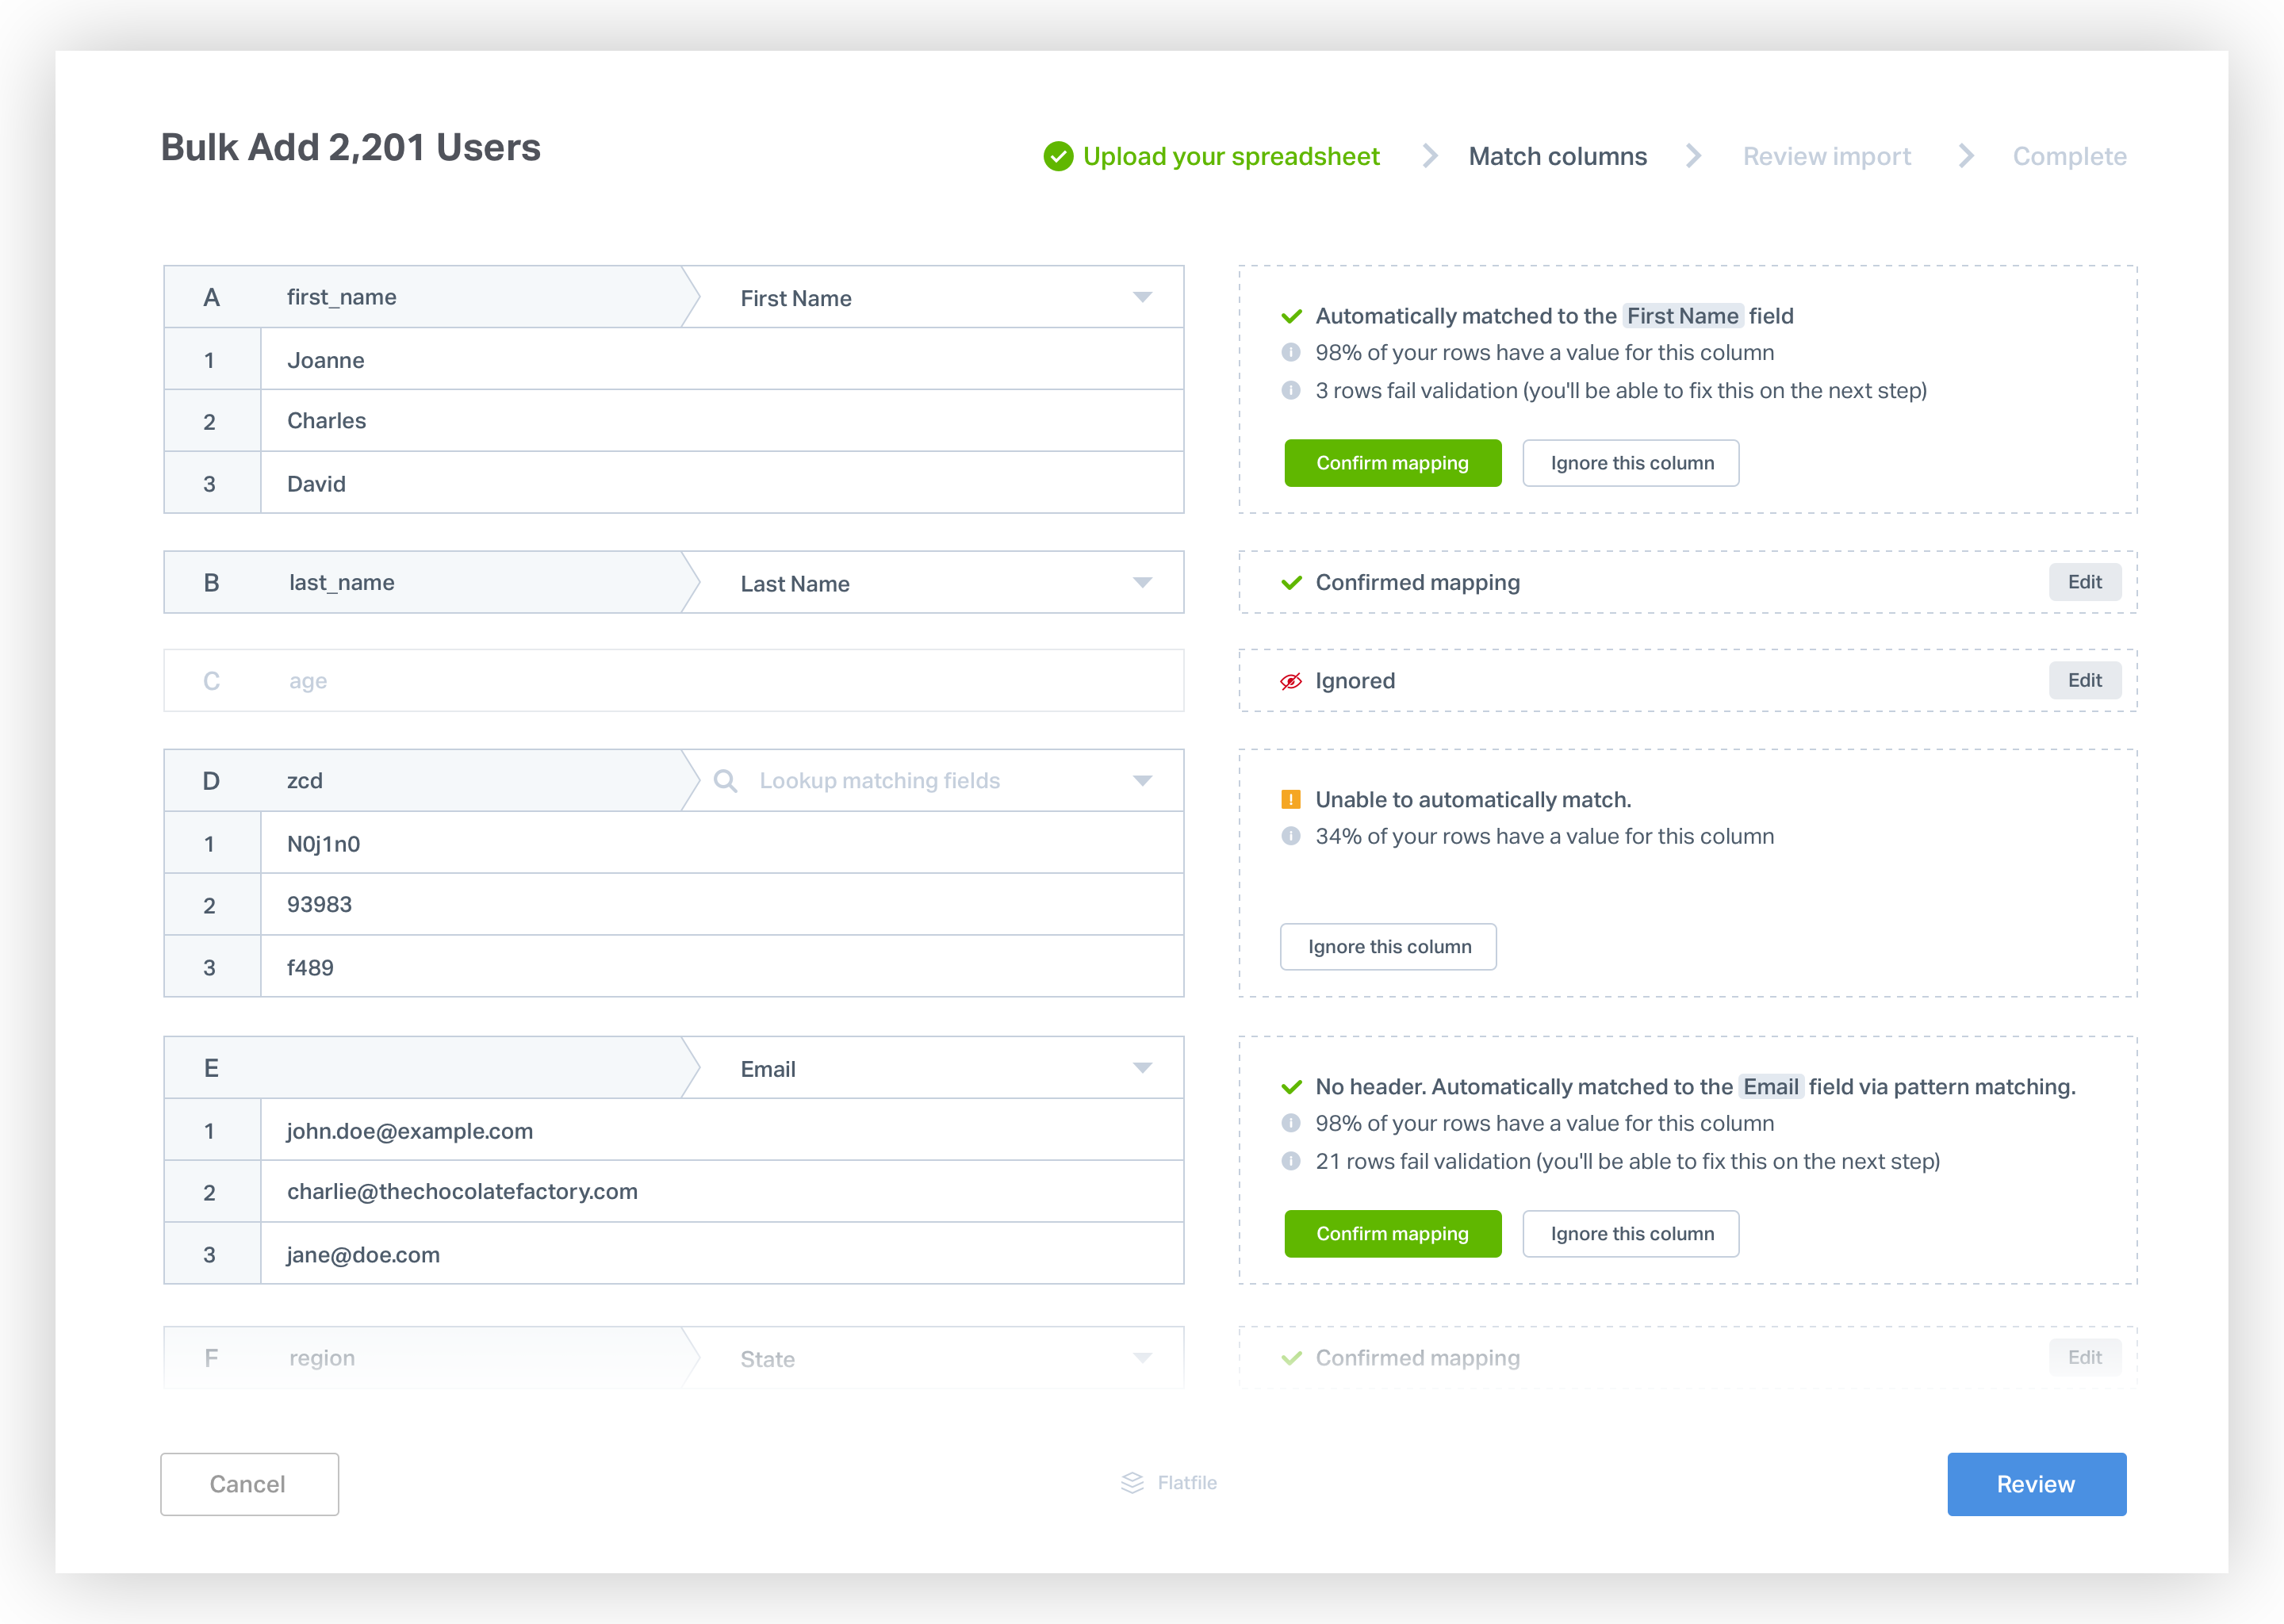 Bulk Add 2,201 Users
Upload your spreadsheet
Match columns
Review import
Complete
A first_name First Name
1 Joanne
2 Charles
3 David
Automatically matched to the First Name field
98% of your rows have a value for this column
3 rows fail validation (you'll be able to fix this on the next step)
Confirm mapping
Ignore this column
B last_name Last Name
Confirmed mapping
Edit
C age
Ignored
Edit
D zcd Lookup matching fields
1 N0j1n0
2 93983
3 f489
Unable to automatically match.
34% of your rows have a value for this column
Ignore this column
E Email
1 john.doe@example.com
2 charlie@thechocolatefactory.com
3 jane@doe.com
No header. Automatically matched to the Email field via pattern matching.
98% of your rows have a value for this column
21 rows fail validation (you'll be able to fix this on the next step)
Confirm mapping
Ignore this column
F region State
Confirmed mapping
Edit
Cancel
Flatfile
Review